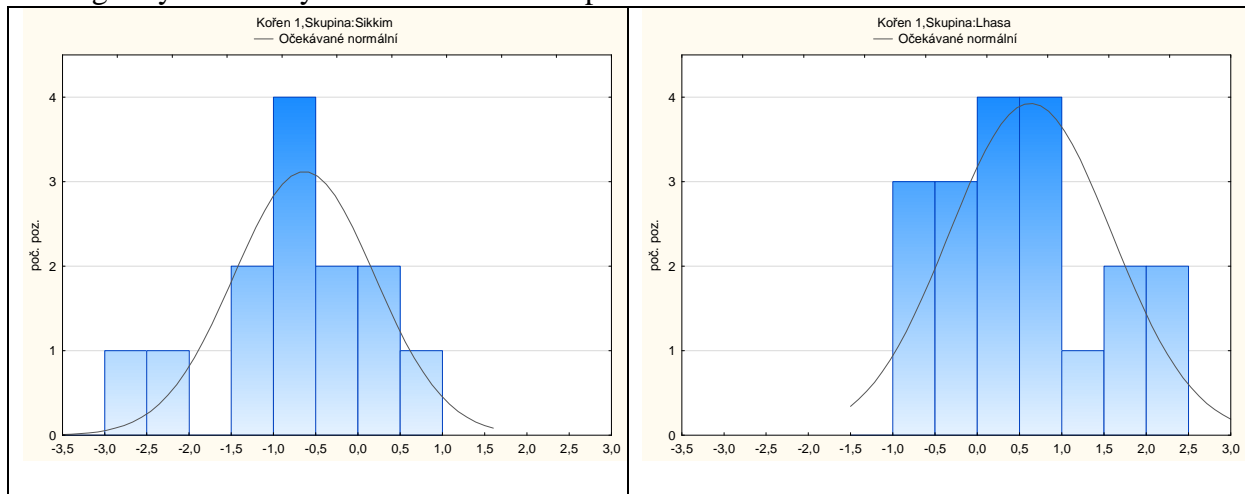 Kořen 1,Skupina:Sikkim
Očekávané normální
4
3
2
1
0
poč. poz.
-3,5 -3,0 -2,5 -2,0 -1,5 -1,0 -0,5 0,0 0,5 1,0 1,5 2,0 2,5 3,0
Kořen 1,Skupina:Lhasa
Očekávané normální
4
3
2
1
0
poč. poz.
-3,5 -3,0 -2,5 -2,0 -1,5 -1,0 -0,5 0,0 0,5 1,0 1,5 2,0 2,5 3,0